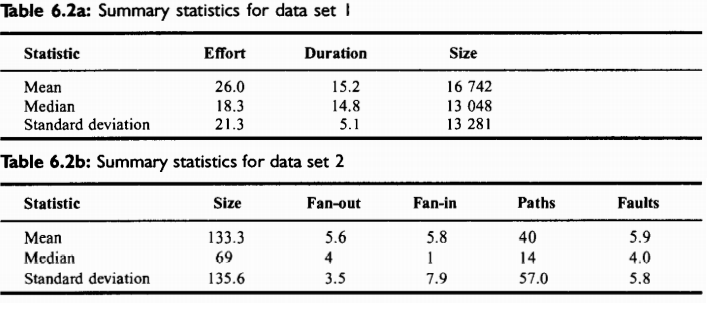 Table 6.2a: Summary statistics for data set 1
Statistic Effort Duration Size
Mean 26.0 15.2 16 742
Median 18.3 14.8 13 048
Standard deviation 21.3 5.1 13 281
Table 6.2b: Summary statistics for data set 2
Statistic Size Fan-out Fan-in Paths Faults
Mean 133.3 5.6 5.8 40 5.9
Median 69 4 1 14 4.0
Standard deviation 135.6 3.5 7.9 57.0 5.8